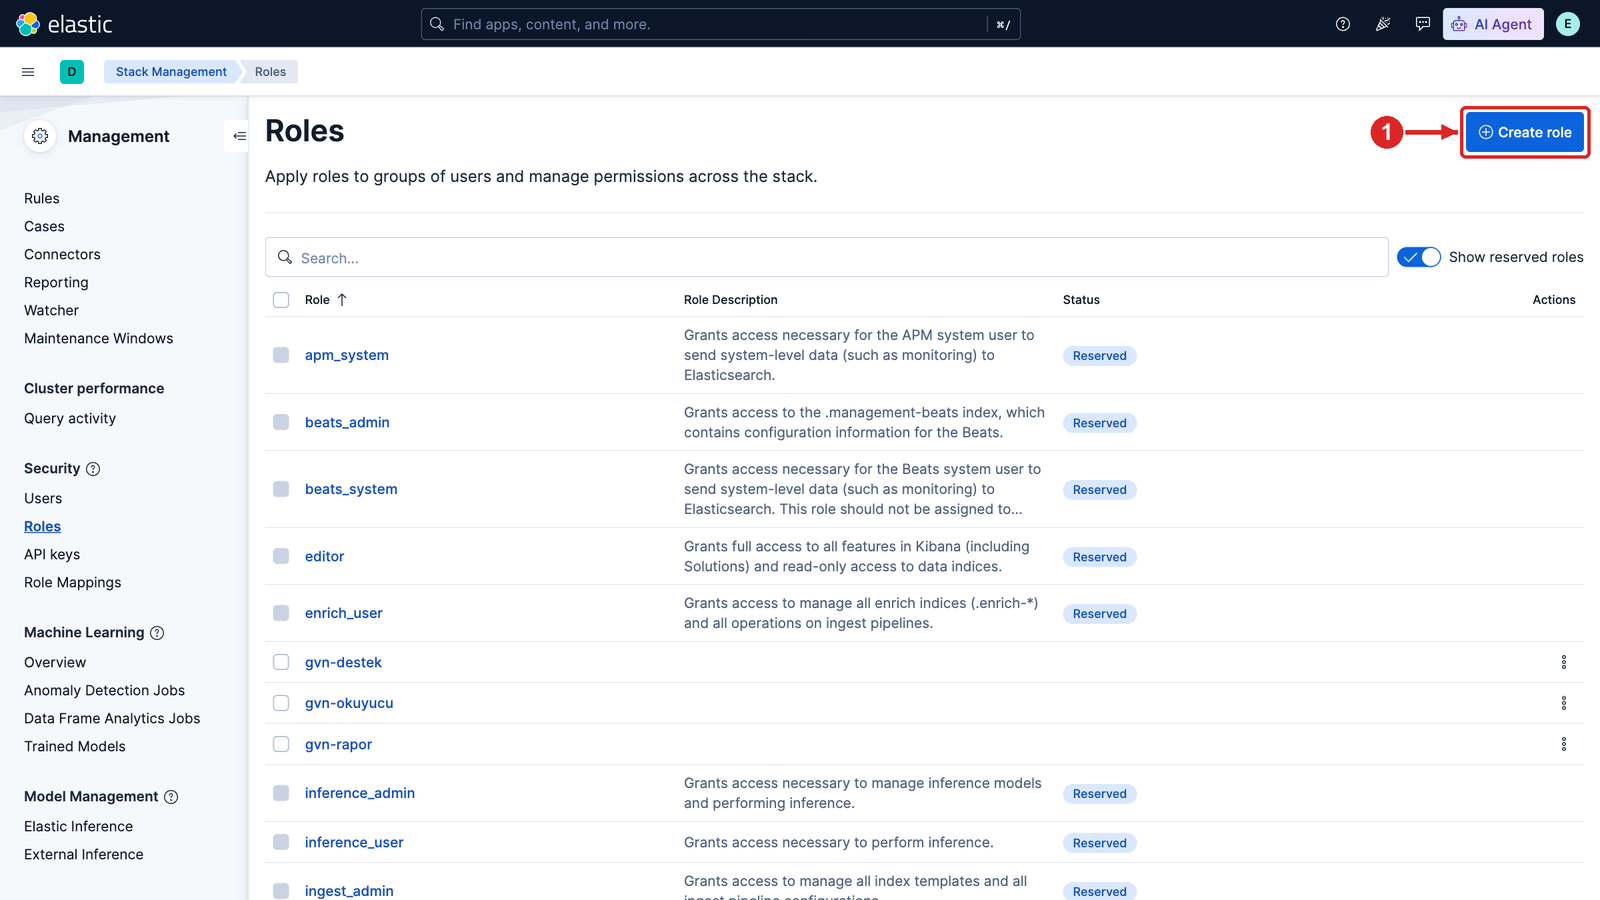 elastic
Find apps, content, and more.
⌘/
AI Agent
E
D
Stack Management
Roles
Management
Rules
Cases
Connectors
Reporting
Watcher
Maintenance Windows
Cluster performance
Query activity
Security
Users
Roles
API keys
Role Mappings
Machine Learning
Overview
Anomaly Detection Jobs
Data Frame Analytics Jobs
Trained Models
Model Management
Elastic Inference
External Inference
Roles
1
Create role
Apply roles to groups of users and manage permissions across the stack.
Search...
Show reserved roles
Role
Role Description
Status
Actions
apm_system
Grants access necessary for the APM system user to
send system-level data (such as monitoring) to
Elasticsearch.
Reserved
beats_admin
Grants access to the .management-beats index, which
contains configuration information for the Beats.
Reserved
beats_system
Grants access necessary for the Beats system user to
send system-level data (such as monitoring) to
Elasticsearch. This role should not be assigned to...
Reserved
editor
Grants full access to all features in Kibana (including
Solutions) and read-only access to data indices.
Reserved
enrich_user
Grants access to manage all enrich indices (.enrich-*)
and all operations on ingest pipelines.
Reserved
gvn-destek
gvn-okuyucu
gvn-rapor
inference_admin
Grants access necessary to manage inference models
and performing inference.
Reserved
inference_user
Grants access necessary to perform inference.
Reserved
ingest_admin
Grants access to manage all index templates and all
ingest pipeline configurations.
Reserved